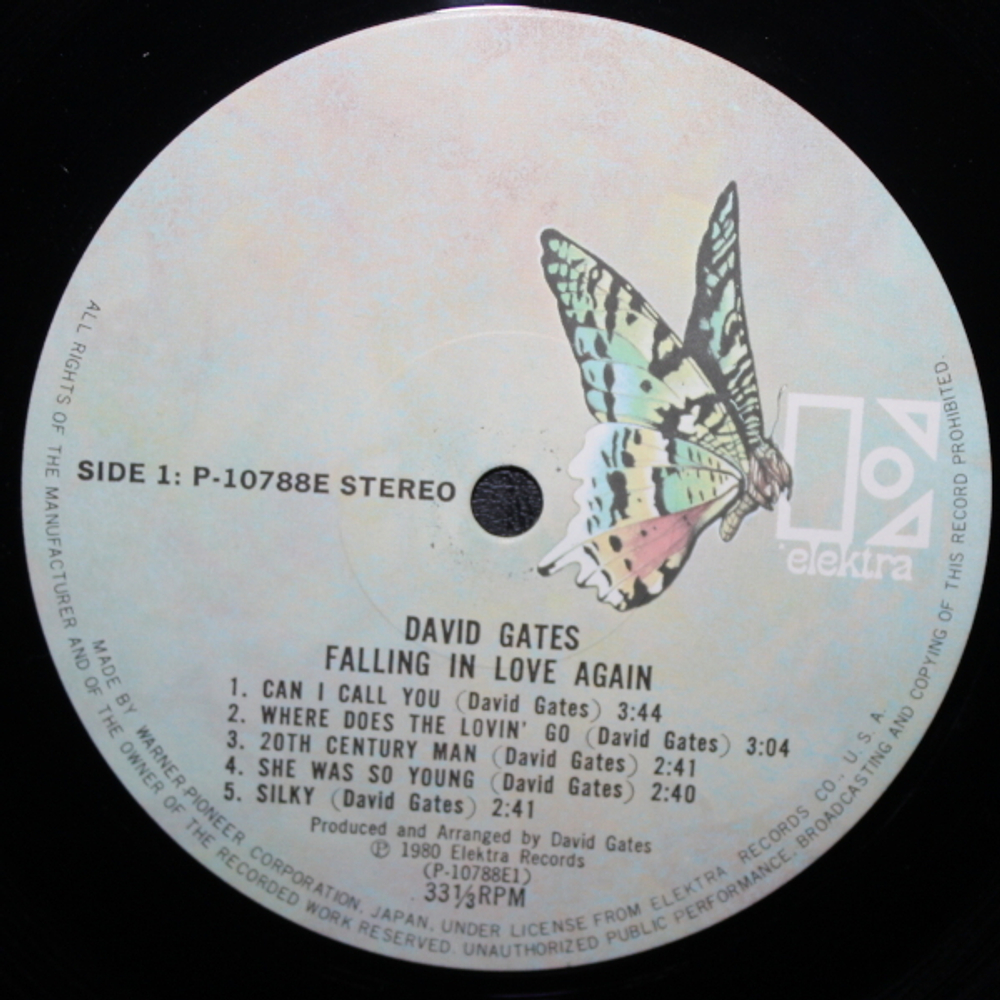 SIDE 1: P-10788E STEREO
elektra
DAVID GATES
FALLING IN LOVE AGAIN
1. CAN I CALL YOU (David Gates) 3:44
2. WHERE DOES THE LOVIN' GO (David Gates) 3:04
3. 20TH CENTURY MAN (David Gates) 2:41
4. SHE WAS SO YOUNG (David Gates) 2:40
5. SILKY (David Gates) 2:41
Produced and Arranged by David Gates
℗ 1980 Elektra Records
(P-10788E1)
33⅓RPM
MADE BY WARNER-PIONEER CORPORATION, JAPAN, UNDER LICENSE FROM ELEKTRA RECORDS CO., U. S. A.
ALL RIGHTS OF THE MANUFACTURER AND OF THE OWNER OF THE RECORDED WORK RESERVED. UNAUTHORIZED PUBLIC PERFORMANCE. BROADCASTING AND COPYING OF THIS RECORD PROHIBITED.